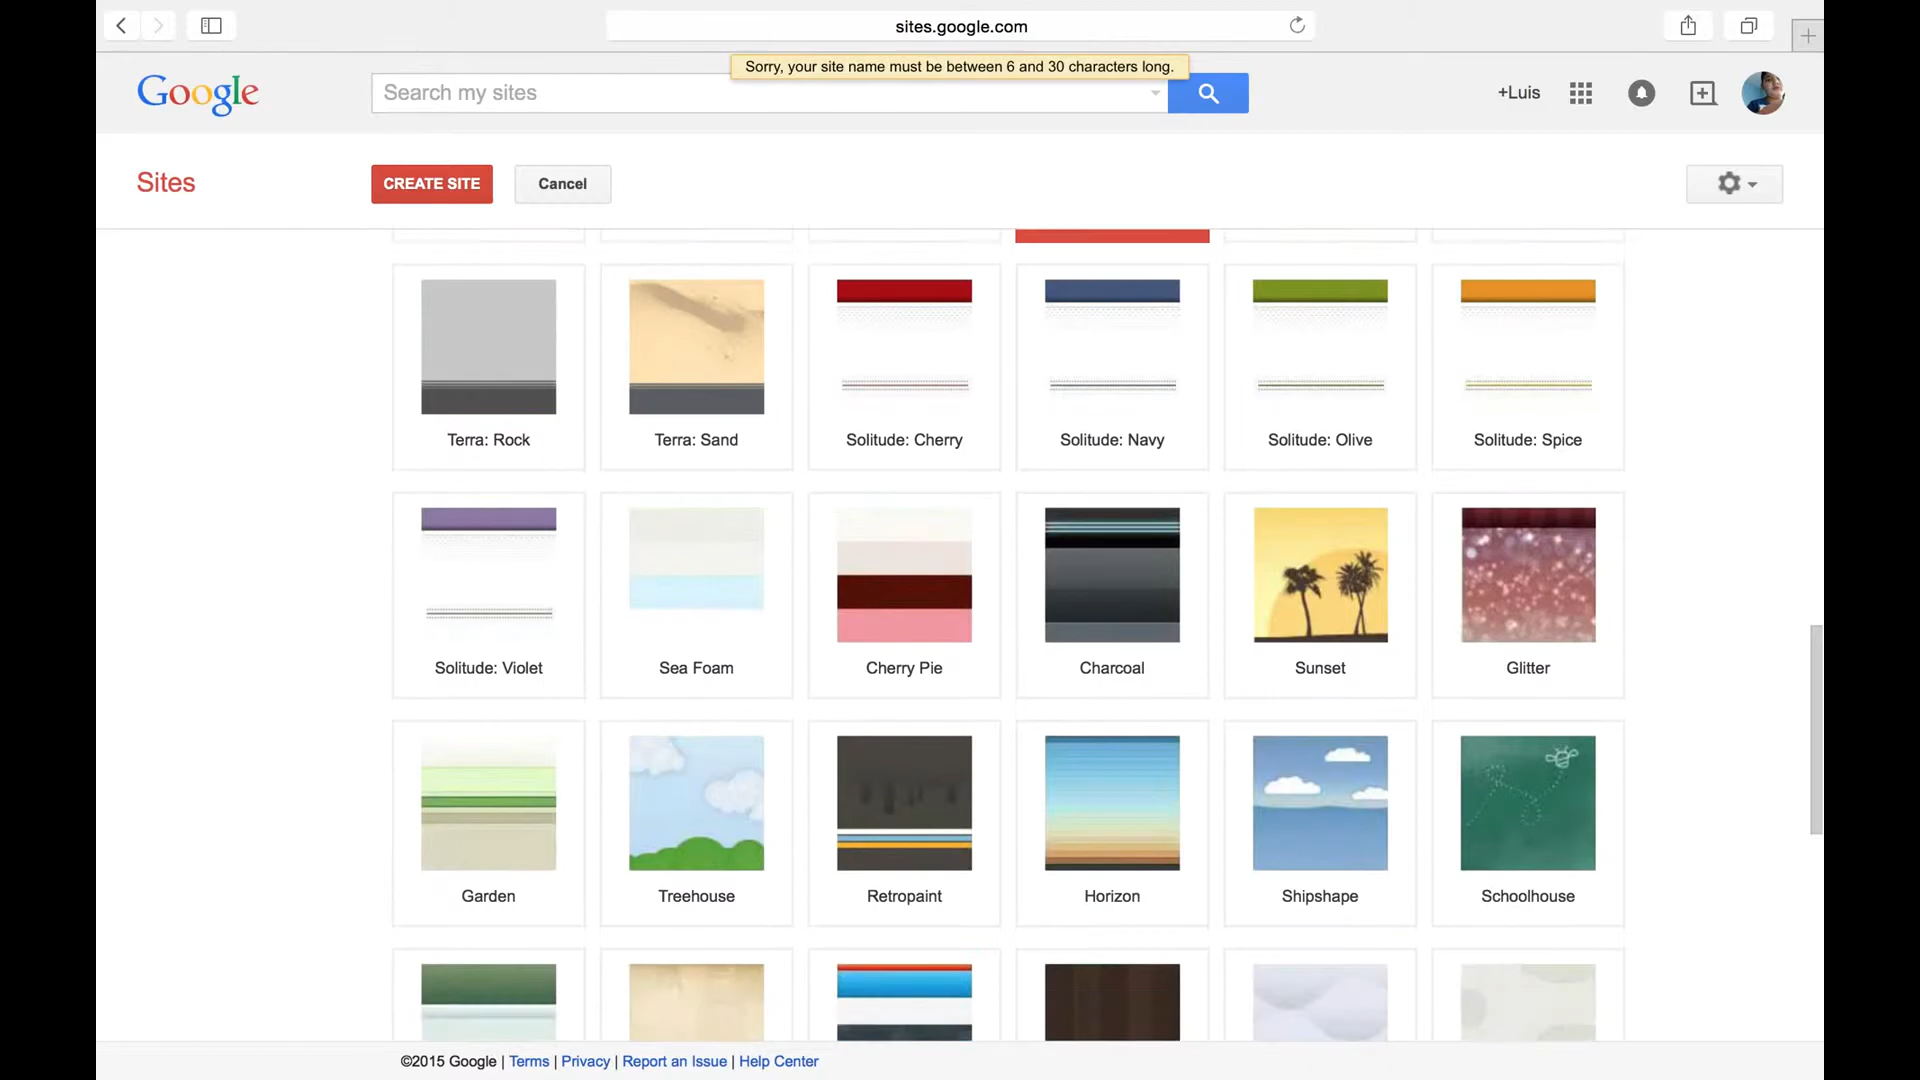 sites.google.com
Sorry, your site name must be between 6 and 30 characters long.
Google
Search my sites
+Luis
Sites
CREATE SITE
Cancel
Terra: Rock
Terra: Sand
Solitude: Cherry
Solitude: Navy
Solitude: Olive
Solitude: Spice
Solitude: Violet
Sea Foam
Cherry Pie
Charcoal
Sunset
Glitter
Garden
Treehouse
Retropaint
Horizon
Shipshape
Schoolhouse
©2015 Google | Terms | Privacy | Report an Issue | Help Center